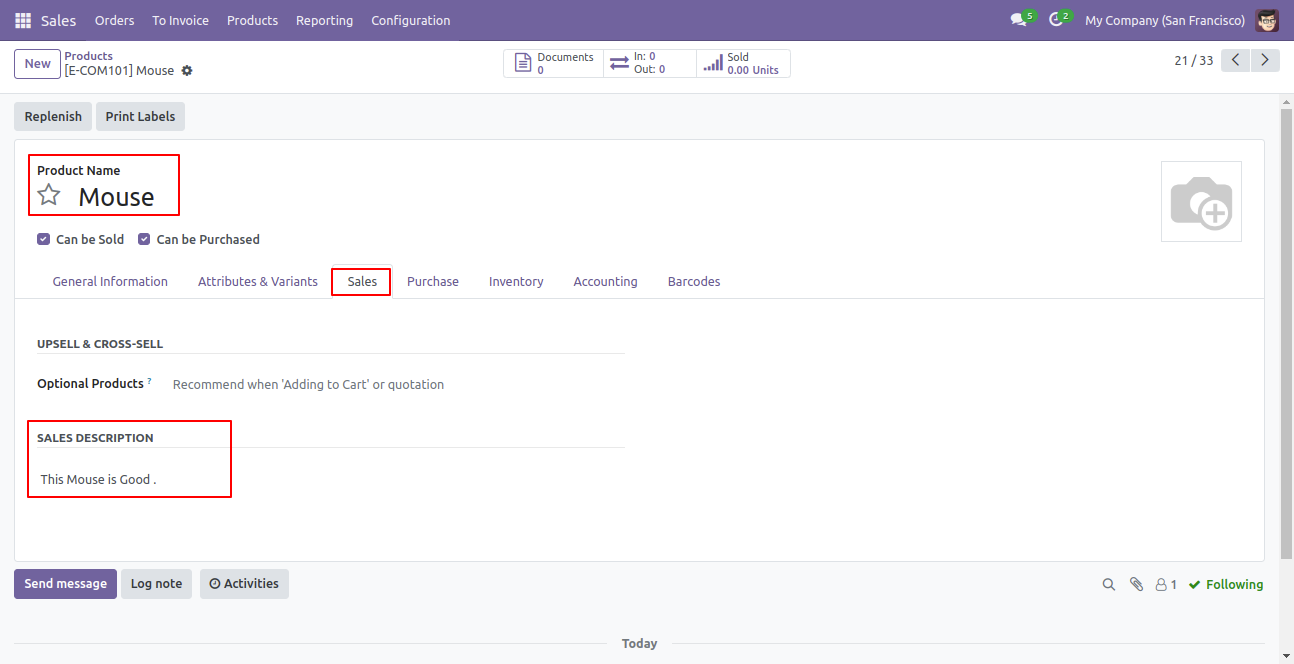 Sales Orders To Invoice Products Reporting Configuration 5 2 My Company (San Francisco)
New
Products
[E-COM101] Mouse
Documents
0
In: 0
Out: 0
Sold
0.00 Units
21 / 33
Replenish Print Labels
Product Name
Mouse
Can be Sold Can be Purchased
General Information Attributes & Variants Sales Purchase Inventory Accounting Barcodes
UPSELL & CROSS-SELL
Optional Products ? Recommend when 'Adding to Cart' or quotation
SALES DESCRIPTION
This Mouse is Good .
Send message Log note Activities 1 Following
Today